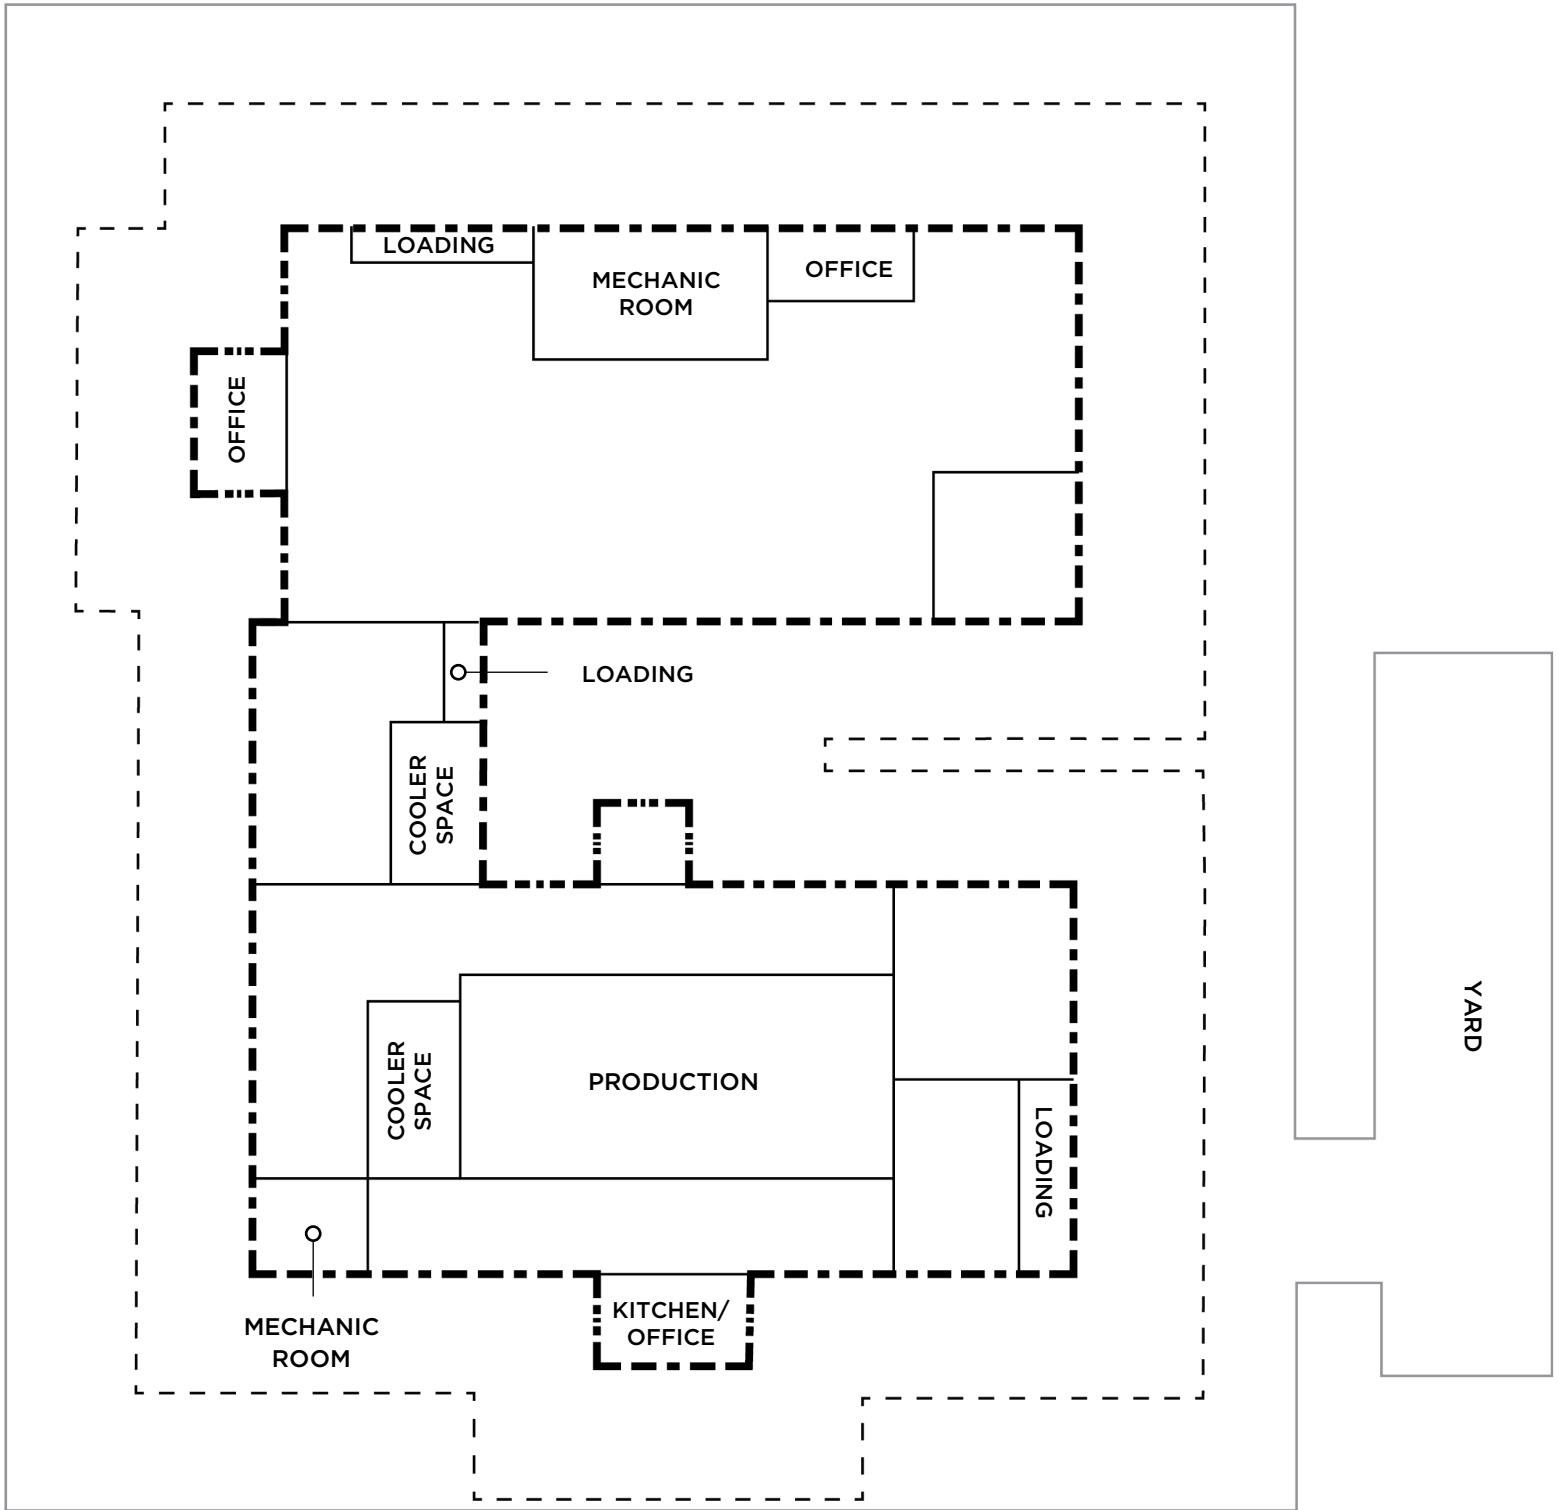 LOADING
MECHANIC
ROOM
OFFICE
OFFICE
LOADING
COOLER
SPACE
YARD
COOLER
SPACE
PRODUCTION
LOADING
MECHANIC
ROOM
KITCHEN/
OFFICE